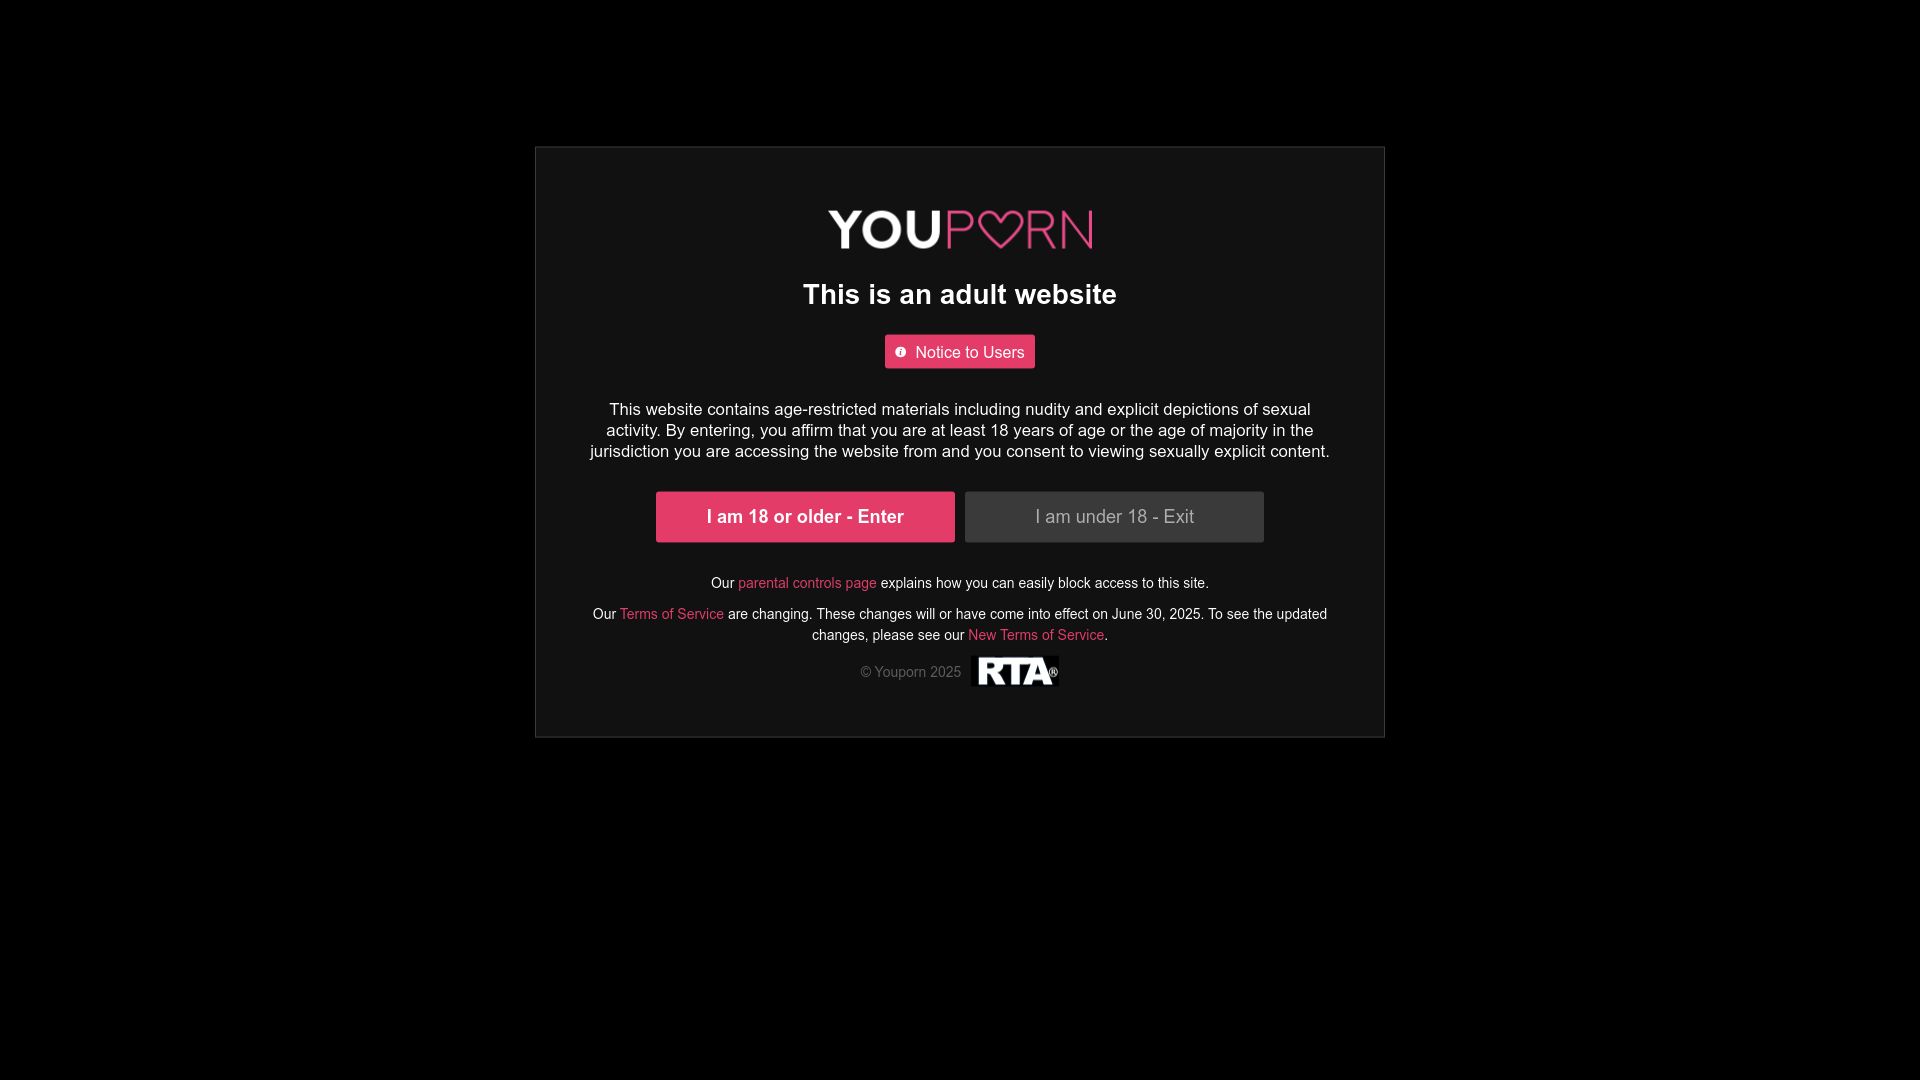 YOUPORN
This is an adult website
Notice to Users
This website contains age-restricted materials including nudity and explicit depictions of sexual
activity. By entering, you affirm that you are at least 18 years of age or the age of majority in the
jurisdiction you are accessing the website from and you consent to viewing sexually explicit content.
I am 18 or older - Enter
I am under 18 - Exit
Our parental controls page explains how you can easily block access to this site.
Our Terms of Service are changing. These changes will or have come into effect on June 30, 2025. To see the updated
changes, please see our New Terms of Service.
© Youporn 2025 RTA®